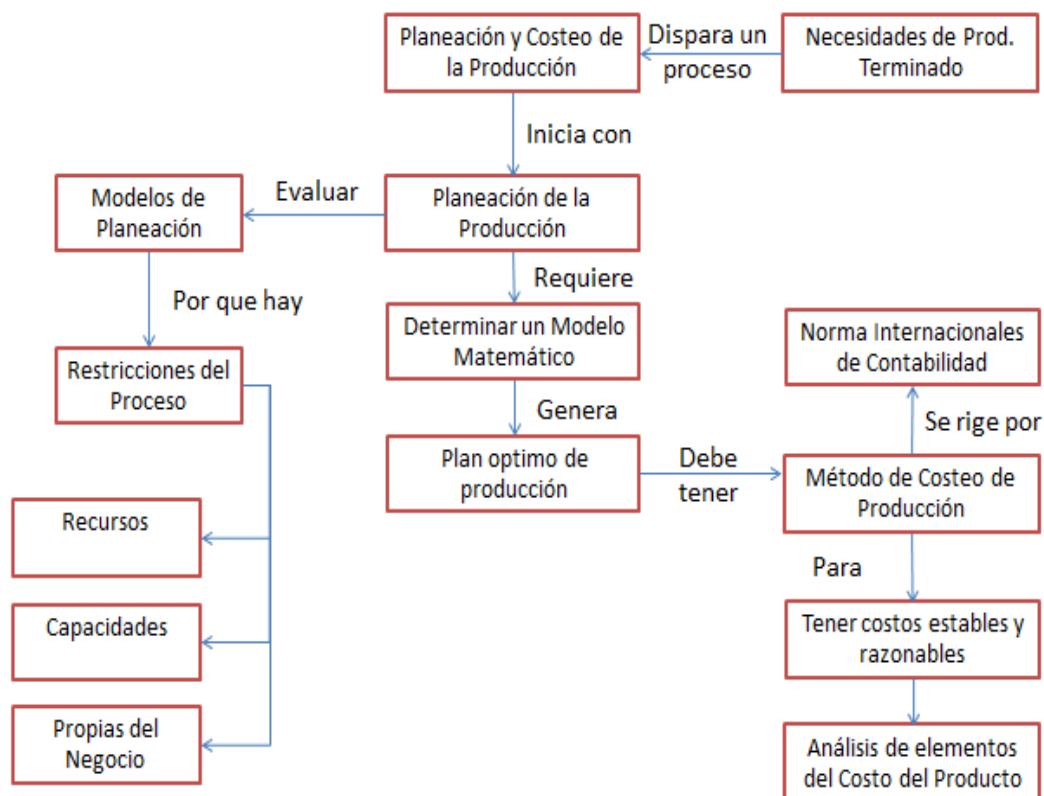 Planeación y Costeo de
la Producción
Dispara un
proceso
Necesidades de Prod.
Terminado
Inicia con
Modelos de
Planeación
Evaluar
Planeación de la
Producción
Por que hay
Requiere
Restricciones del
Proceso
Determinar un Modelo
Matemático
Norma Internacionales
de Contabilidad
Genera
Se rige por
Plan optimo de
producción
Debe
tener
Método de Costeo de
Producción
Recursos
Para
Capacidades
Tener costos estables y
razonables
Propias del
Negocio
Análisis de elementos
del Costo del Producto